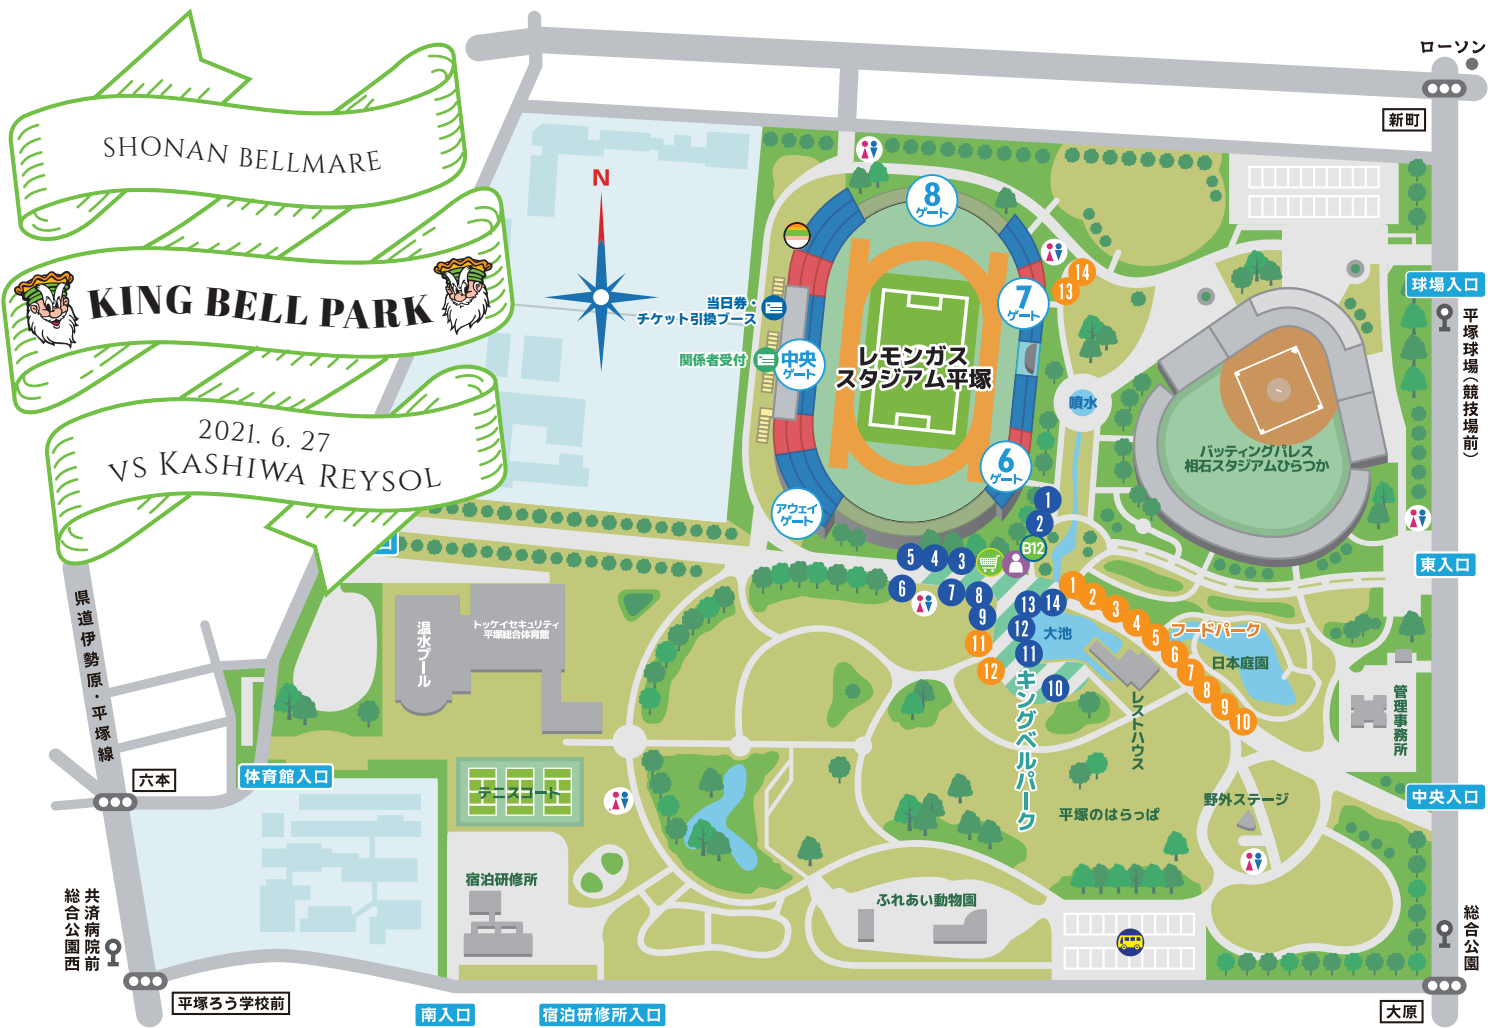 SHONAN BELLMARE
KING BELL PARK
2021. 6. 27
VS KASHIWA REYSOL
N
ローソン
新町
球場入口
平塚球場(競技場前)
東入口
管理事務所
中央入口
総合公園
大原
8
ゲート
7
ゲート
6
ゲート
中央
ゲート
アウェイ
ゲート
当日券・
チケット引換ブース
関係者受付
レモンガス
スタジアム平塚
14
13
噴水
バッティングパレス
相石スタジアムひらつか
1
2
B12
5
4
3
6
7
8
9
13
14
12
11
10
11
12
大池
1
2
3
4
5
6
7
8
9
10
フードパーク
日本庭園
キングベルパーク
レストハウス
野外ステージ
平塚のはらっぱ
ふれあい動物園
温水プール
トッケイセキュリティ
平塚総合体育館
テニスコート
宿泊研修所
県道伊勢原・平塚線
六本
体育館入口
共済病院前
総合公園西
平塚ろう学校前
南入口
宿泊研修所入口